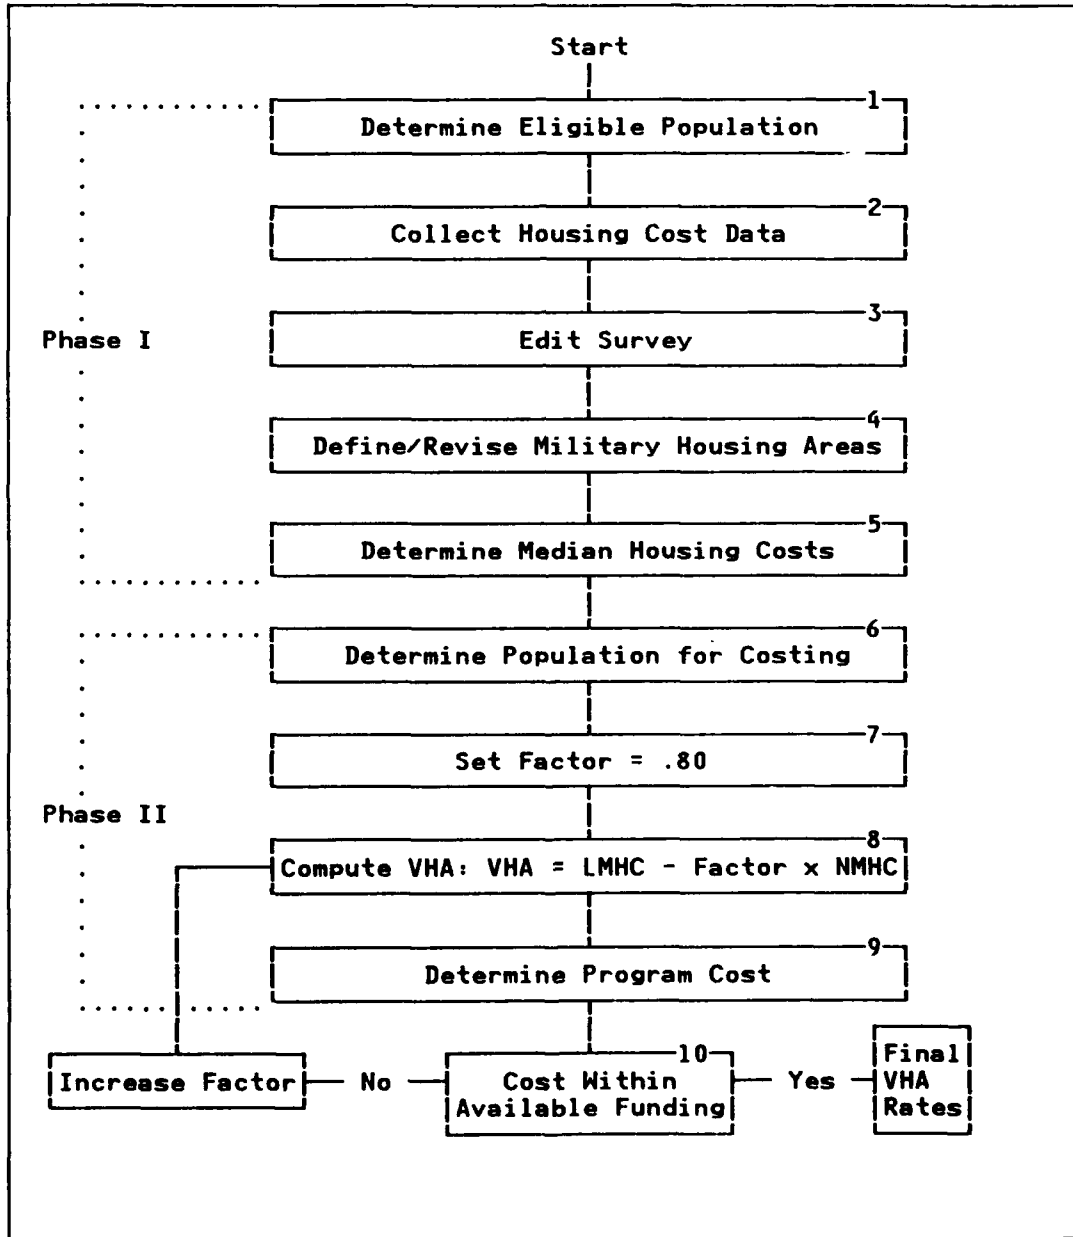 Start
1
Determine Eligible Population
2
Collect Housing Cost Data
3
Phase I
Edit Survey
4
Define/Revise Military Housing Areas
5
Determine Median Housing Costs
6
Determine Population for Costing
7
Set Factor = .80
Phase II
8
Compute VHA: VHA = LMHC - Factor x NMHC
9
Determine Program Cost
10
Increase Factor
No
Cost Within
Available Funding
Yes
Final
VHA
Rates